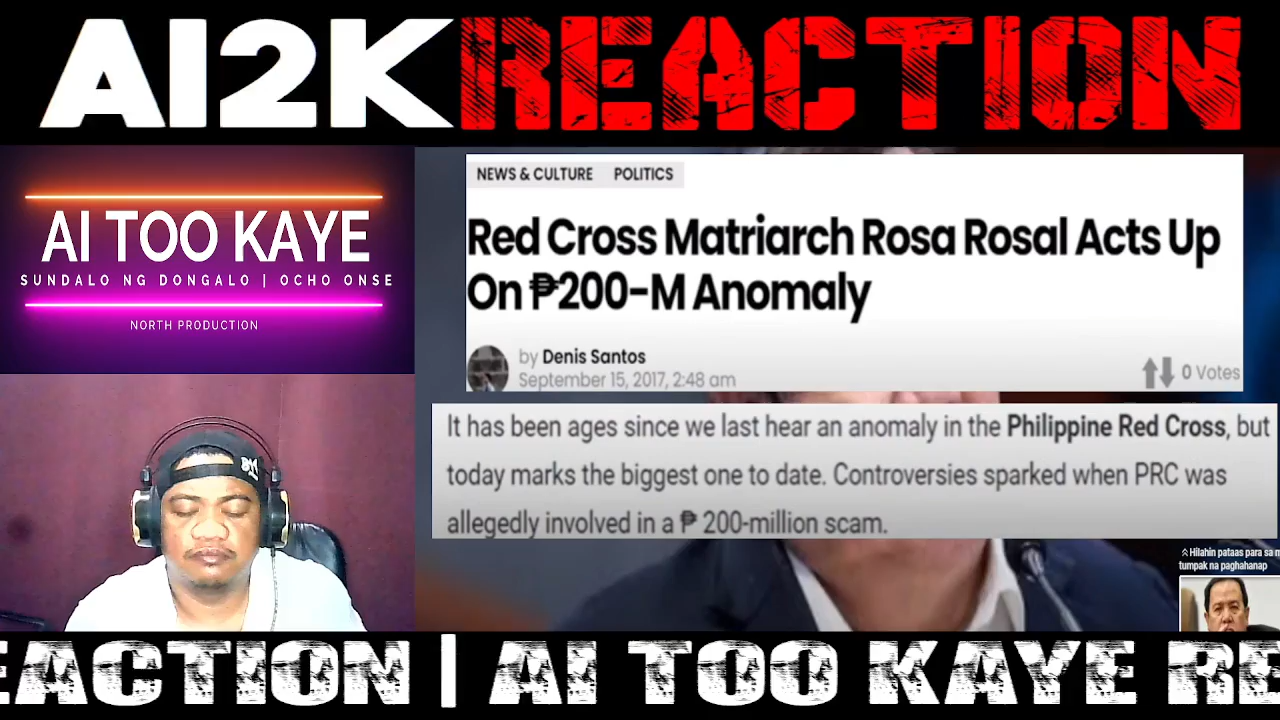 AI2KREACTION
AI TOO KAYE
SUNDALO NG DONGALO | OCHO ONSE
NORTH PRODUCTION
NEWS & CULTURE POLITICS
Red Cross Matriarch Rosa Rosal Acts Up
On ₱200-M Anomaly
by Denis Santos
September 15, 2017, 2:48 am
0 Votes
It has been ages since we last hear an anomaly in the Philippine Red Cross, but
today marks the biggest one to date. Controversies sparked when PRC was
allegedly involved in a ₱ 200-million scam.
Hilahin pataas para sa m
tumpak na paghahanap
EACTION | AI TOO KAYE RE